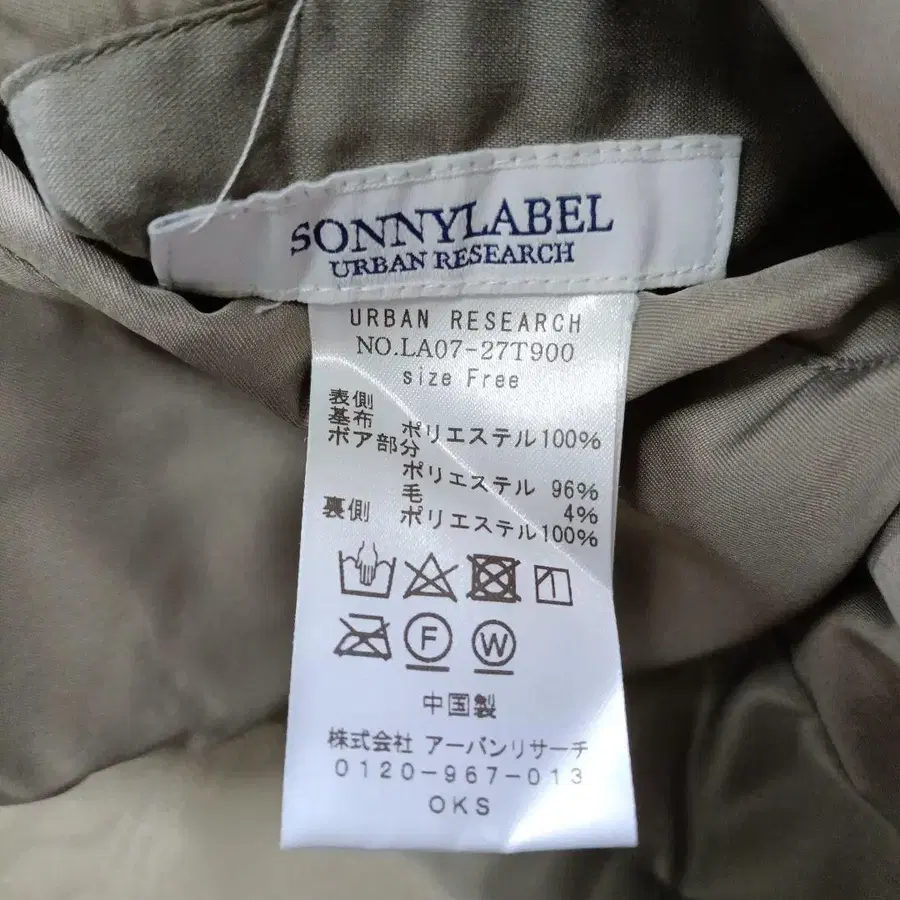 SONNYLABEL
URBAN RESEARCH
URBAN RESEARCH
NO.LA07-27T900
size Free
表側
基布 ポリエステル100%
ボア部分
ポリエステル 96%
毛 4%
裏側 ポリエステル100%
F W
中国製
株式会社 アーバンリサーチ
0120-967-013
OKS